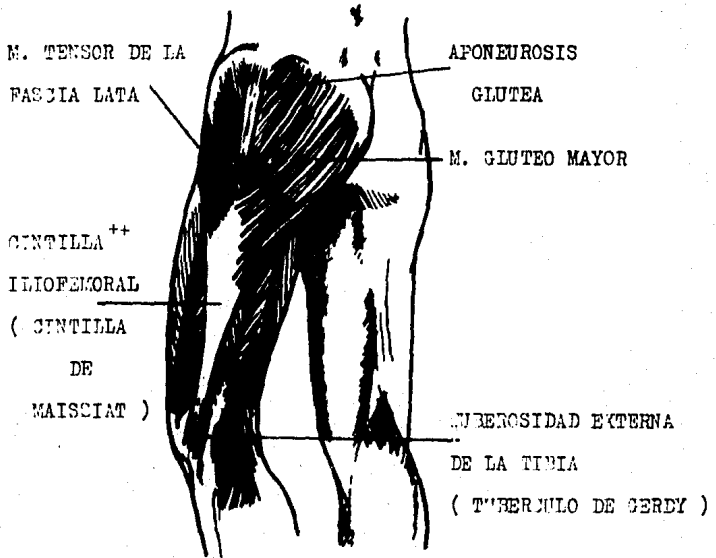 M. TENSOR DE LA
FASCIA LATA
APONEUROSIS
GLUTEA
M. GLUTEO MAYOR
CINTILLA ++
ILIOFEMORAL
( CINTILLA
DE
MAISSIAT )
TUBEROSIDAD EXTERNA
DE LA TIBIA
( TUBERCULO DE GERDY )